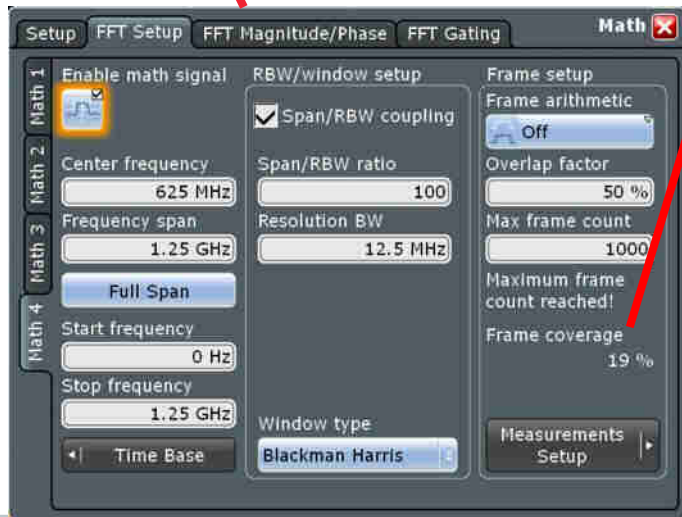 Setup FFT Setup FFT Magnitude/Phase FFT Gating Math
Math 1
Math 2
Math 3
Math 4
Enable math signal
Center frequency
625 MHz
Frequency span
1.25 GHz
Full Span
Start frequency
0 Hz
Stop frequency
1.25 GHz
Time Base
RBW/window setup
Span/RBW coupling
Span/RBW ratio
100
Resolution BW
12.5 MHz
Window type
Blackman Harris
Frame setup
Frame arithmetic
Off
Overlap factor
50 %
Max frame count
1000
Maximum frame
count reached!
Frame coverage
19 %
Measurements
Setup